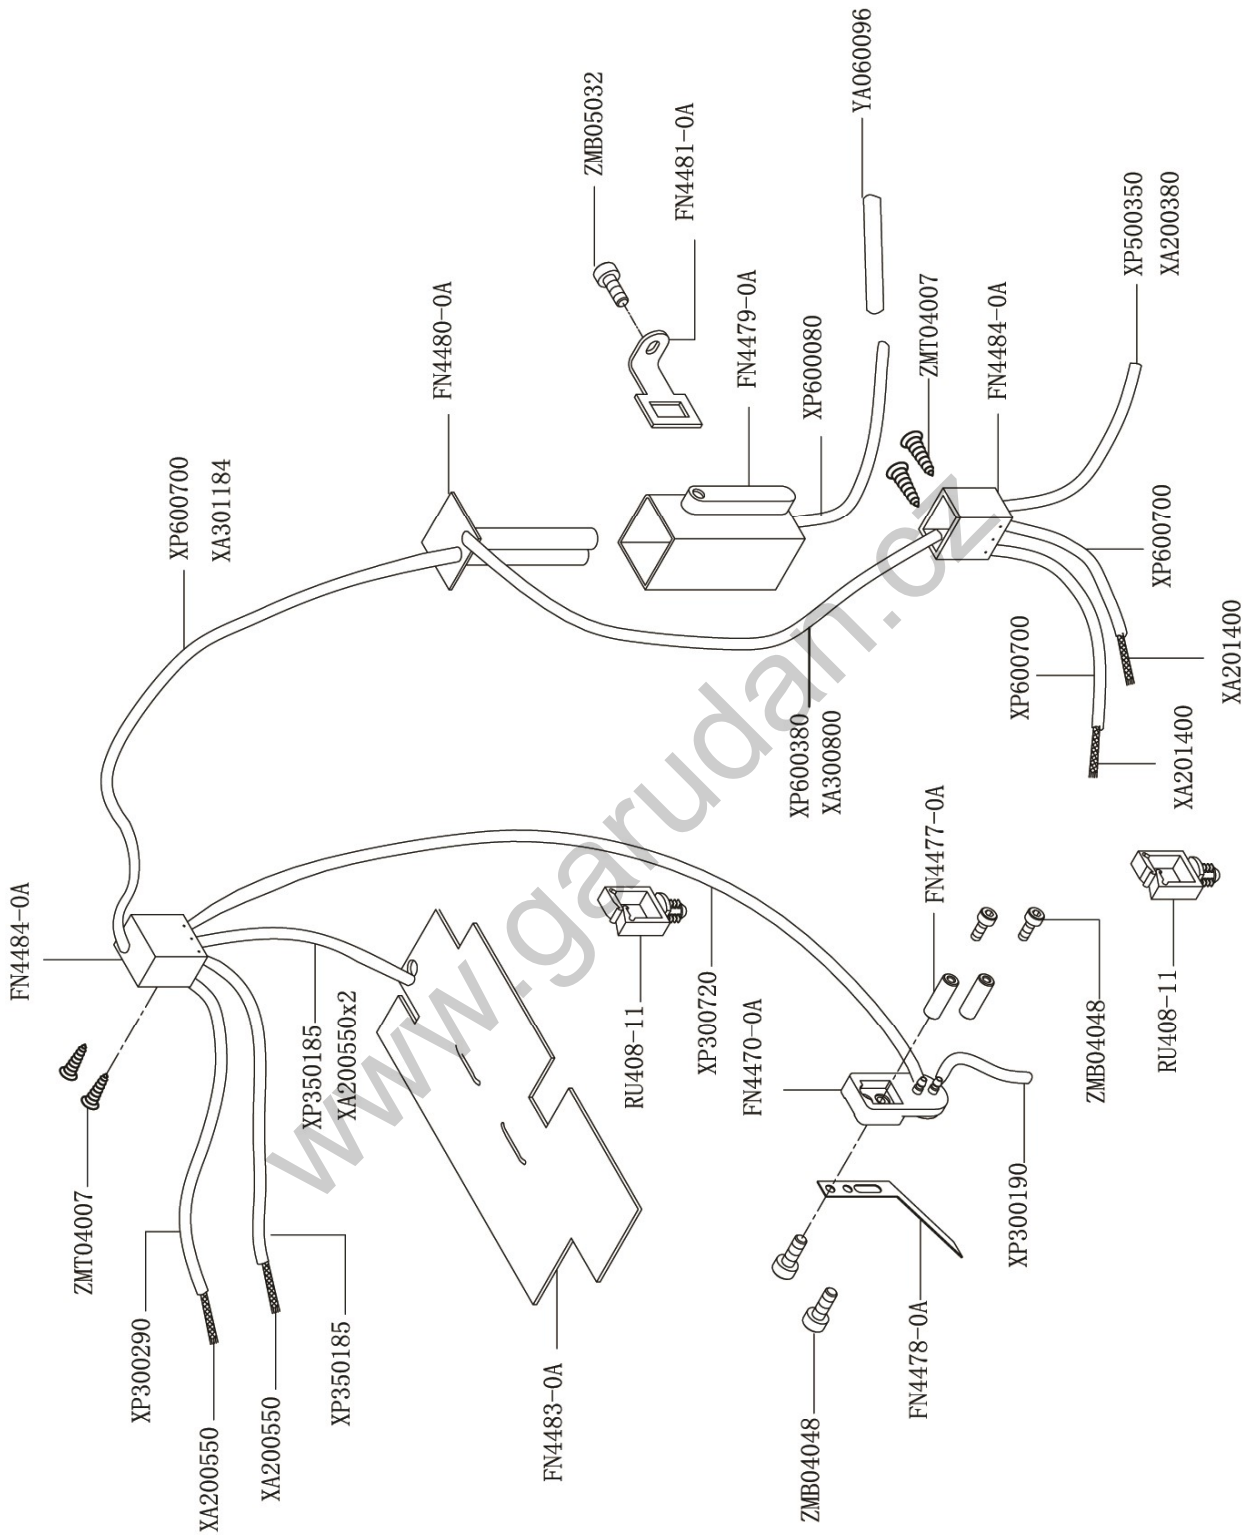 FN4484-0A
XP600700
XA301184
FN4480-0A
ZMB05032
FN4481-0A
FN4479-0A
XP600080
YA060096
ZMT04007
FN4484-0A
XP500350
XA200380
XP600700
XA201400
XP600700
XA201400
XP600380
XA300800
FN4477-0A
ZMB04048
RU408-11
RU408-11
XP300720
FN4470-0A
XP350185
XA200550x2
ZMT04007
XP300290
XA200550
XA200550
XP350185
FN4483-0A
ZMB04048
FN4478-0A
XP300190
www.garudan.cz